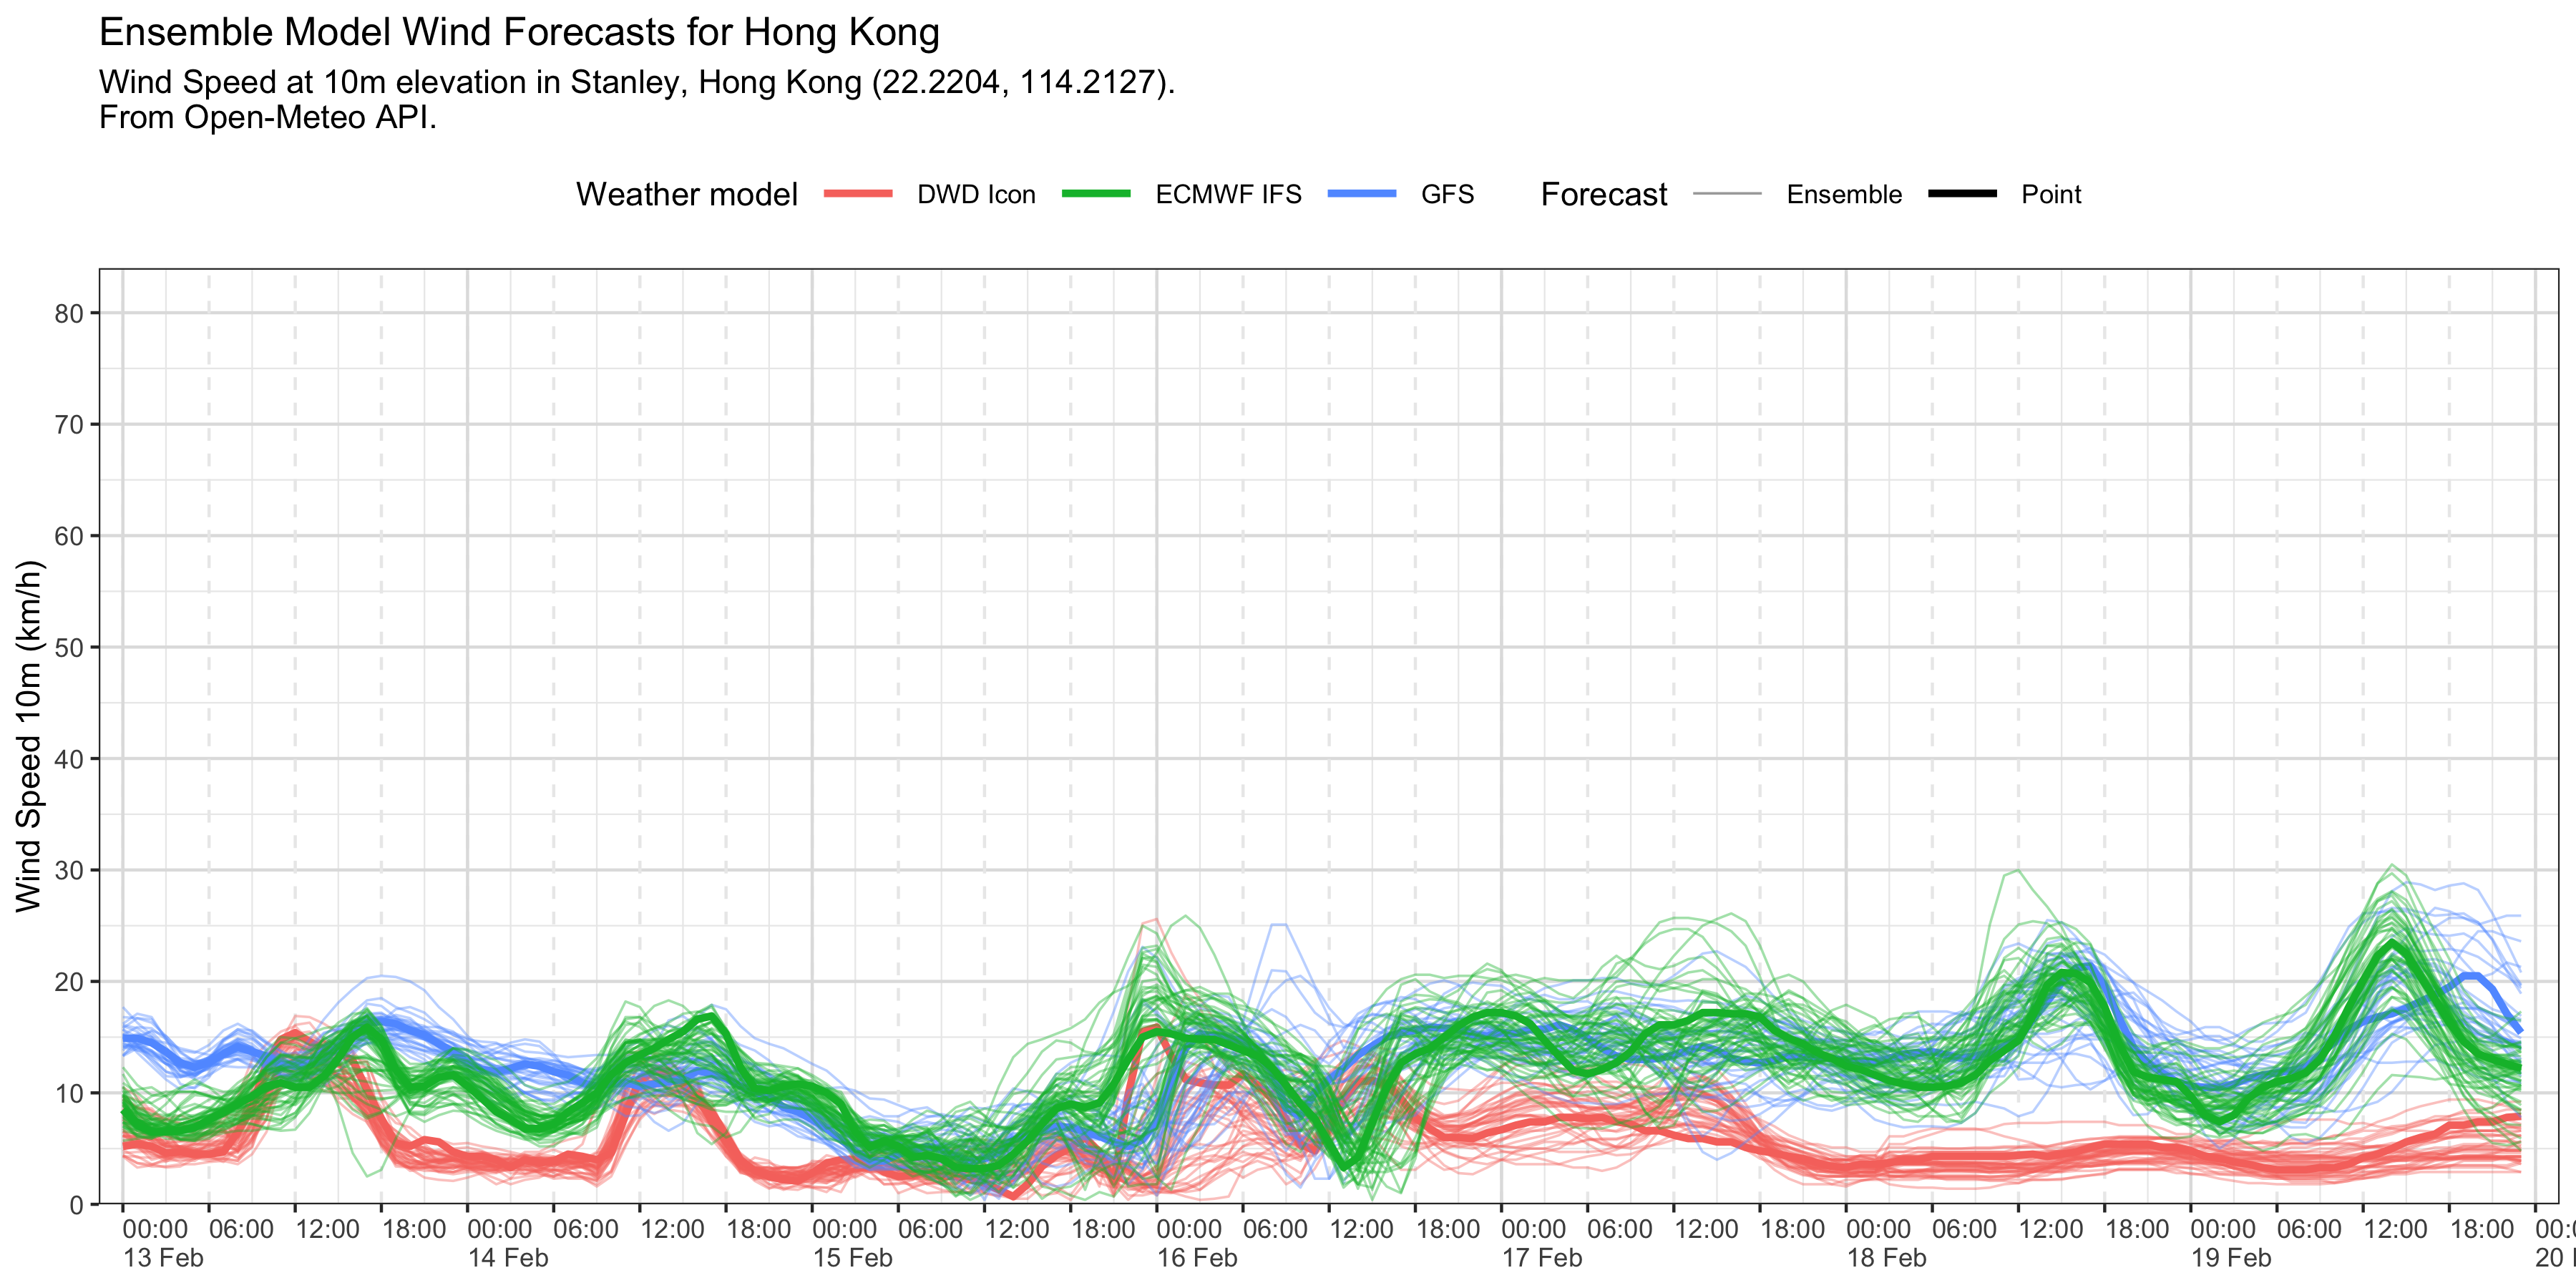 Ensemble Model Wind Forecasts for Hong Kong
Wind Speed at 10m elevation in Stanley, Hong Kong (22.2204, 114.2127).
From Open-Meteo API.
Weather model DWD Icon ECMWF IFS GFS Forecast Ensemble Point
Wind Speed 10m (km/h)
80
70
60
50
40
30
20
10
0
00:00 06:00 12:00 18:00 00:00 06:00 12:00 18:00 00:00 06:00 12:00 18:00 00:00 06:00 12:00 18:00 00:00 06:00 12:00 18:00 00:00 06:00 12:00 18:00 00:00 06:00 12:00 18:00 00:0
13 Feb 14 Feb 15 Feb 16 Feb 17 Feb 18 Feb 19 Feb 20